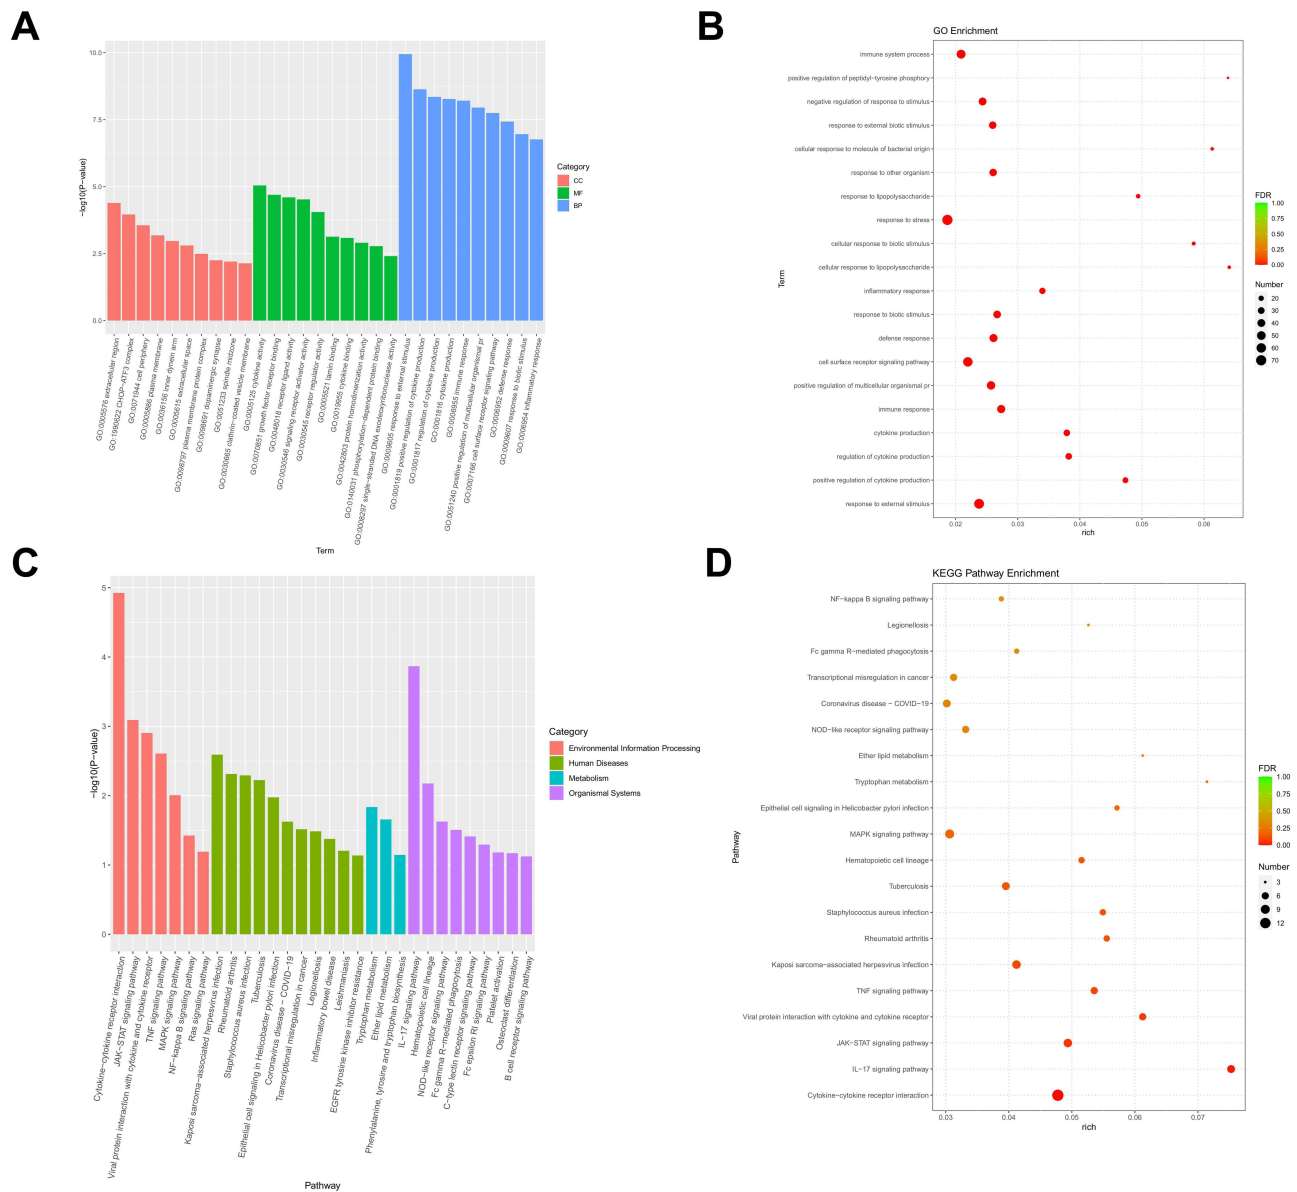 A
10.0
7.5
5.0
2.5
0.0
−log10(P−value)
GO:0005576 extracellular region
GO:1990622 CHOP−ATF3 complex
GO:0071944 cell periphery
GO:0005886 plasma membrane
GO:0036156 inner dynein arm
GO:0005615 extracellular space
GO:0098797 plasma membrane protein complex
GO:0098691 dopaminergic synapse
GO:0051233 spindle midzone
GO:0030665 clathrin−coated vesicle membrane
GO:0005125 cytokine activity
GO:0070851 growth factor receptor binding
GO:0048018 receptor ligand activity
GO:0030546 signaling receptor activator activity
GO:0030545 receptor regulator activity
GO:0005521 lamin binding
GO:0019955 cytokine binding
GO:0042803 protein homodimerization activity
GO:0140031 phosphorylation−dependent protein binding
GO:0008297 single−stranded DNA exodeoxyribonuclease activity
GO:0009605 response to external stimulus
GO:0001819 positive regulation of cytokine production
GO:0001817 regulation of cytokine production
GO:0001816 cytokine production
GO:0006955 immune response
GO:0051240 positive regulation of multicellular organismal pr
GO:0007166 cell surface receptor signaling pathway
GO:0006952 defense response
GO:0009607 response to biotic stimulus
GO:0006954 inflammatory response
Term
Category
CC
MF
BP
B
GO Enrichment
immune system process
positive regulation of peptidyl−tyrosine phosphory
negative regulation of response to stimulus
response to external biotic stimulus
cellular response to molecule of bacterial origin
response to other organism
response to lipopolysaccharide
response to stress
cellular response to biotic stimulus
cellular response to lipopolysaccharide
inflammatory response
response to biotic stimulus
defense response
cell surface receptor signaling pathway
positive regulation of multicellular organismal pr
immune response
cytokine production
regulation of cytokine production
positive regulation of cytokine production
response to external stimulus
Term
0.02 0.03 0.04 0.05 0.06
rich
FDR
1.00
0.75
0.50
0.25
0.00
Number
20
30
40
50
60
70
C
5
4
3
2
1
0
−log10(P−value)
Cytokine−cytokine receptor interaction
JAK−STAT signaling pathway
Viral protein interaction with cytokine and cytokine receptor
TNF signaling pathway
MAPK signaling pathway
NF−kappa B signaling pathway
Ras signaling pathway
Kaposi sarcoma−associated herpesvirus infection
Rheumatoid arthritis
Staphylococcus aureus infection
Tuberculosis
Epithelial cell signaling in Helicobacter pylori infection
Coronavirus disease − COVID−19
Transcriptional misregulation in cancer
Legionellosis
Inflammatory bowel disease
Leishmaniasis
EGFR tyrosine kinase inhibitor resistance
Tryptophan metabolism
Ether lipid metabolism
Phenylalanine, tyrosine and tryptophan biosynthesis
IL−17 signaling pathway
Hematopoietic cell lineage
NOD−like receptor signaling pathway
Fc gamma R−mediated phagocytosis
C−type lectin receptor signaling pathway
Fc epsilon RI signaling pathway
Platelet activation
Osteoclast differentiation
B cell receptor signaling pathway
Pathway
Category
Environmental Information Processing
Human Diseases
Metabolism
Organismal Systems
D
KEGG Pathway Enrichment
NF−kappa B signaling pathway
Legionellosis
Fc gamma R−mediated phagocytosis
Transcriptional misregulation in cancer
Coronavirus disease − COVID−19
NOD−like receptor signaling pathway
Ether lipid metabolism
Tryptophan metabolism
Epithelial cell signaling in Helicobacter pylori infection
MAPK signaling pathway
Hematopoietic cell lineage
Tuberculosis
Staphylococcus aureus infection
Rheumatoid arthritis
Kaposi sarcoma−associated herpesvirus infection
TNF signaling pathway
Viral protein interaction with cytokine and cytokine receptor
JAK−STAT signaling pathway
IL−17 signaling pathway
Cytokine−cytokine receptor interaction
Pathway
0.03 0.04 0.05 0.06 0.07
rich
FDR
1.00
0.75
0.50
0.25
0.00
Number
3
6
9
12